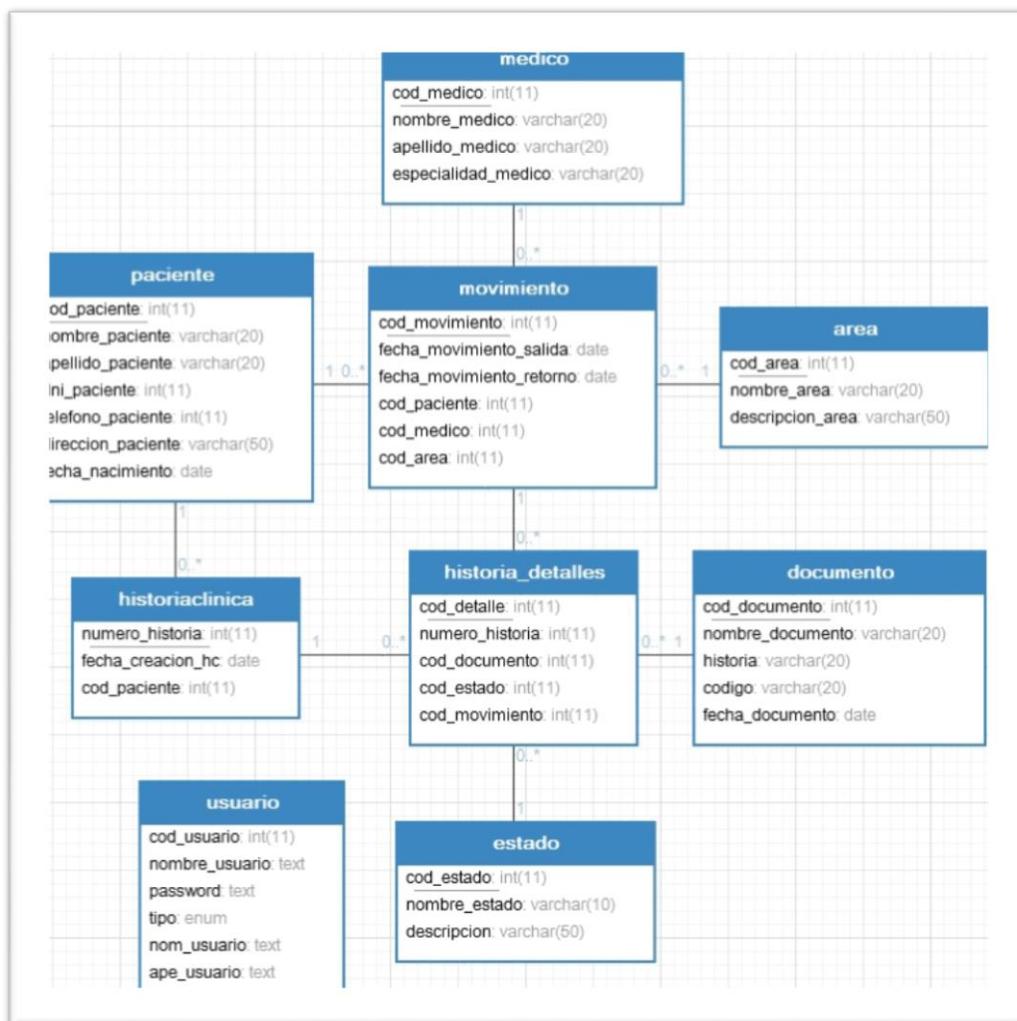 medico
cod_medico: int(11)
nombre_medico: varchar(20)
apellido_medico: varchar(20)
especialidad_medico: varchar(20)
1
0..*
paciente
od_paciente: int(11)
ombre_paciente: varchar(20)
pellido_paciente: varchar(20)
ni_paciente: int(11)
elefono_paciente: int(11)
ireccion_paciente: varchar(50)
echa_nacimiento: date
1 0..*
movimiento
cod_movimiento: int(11)
fecha_movimiento_salida: date
fecha_movimiento_retorno: date
cod_paciente: int(11)
cod_medico: int(11)
cod_area: int(11)
0..* 1
area
cod_area: int(11)
nombre_area: varchar(20)
descripcion_area: varchar(50)
1
0..*
1
0..*
historiaclinica
numero_historia: int(11)
fecha_creacion_hc: date
cod_paciente: int(11)
1 0..*
historia_detalles
cod_detalle: int(11)
numero_historia: int(11)
cod_documento: int(11)
cod_estado: int(11)
cod_movimiento: int(11)
0..* 1
documento
cod_documento: int(11)
nombre_documento: varchar(20)
historia: varchar(20)
codigo: varchar(20)
fecha_documento: date
0..*
1
usuario
cod_usuario: int(11)
nombre_usuario: text
password: text
tipo: enum
nom_usuario: text
ape_usuario: text
estado
cod_estado: int(11)
nombre_estado: varchar(10)
descripcion: varchar(50)